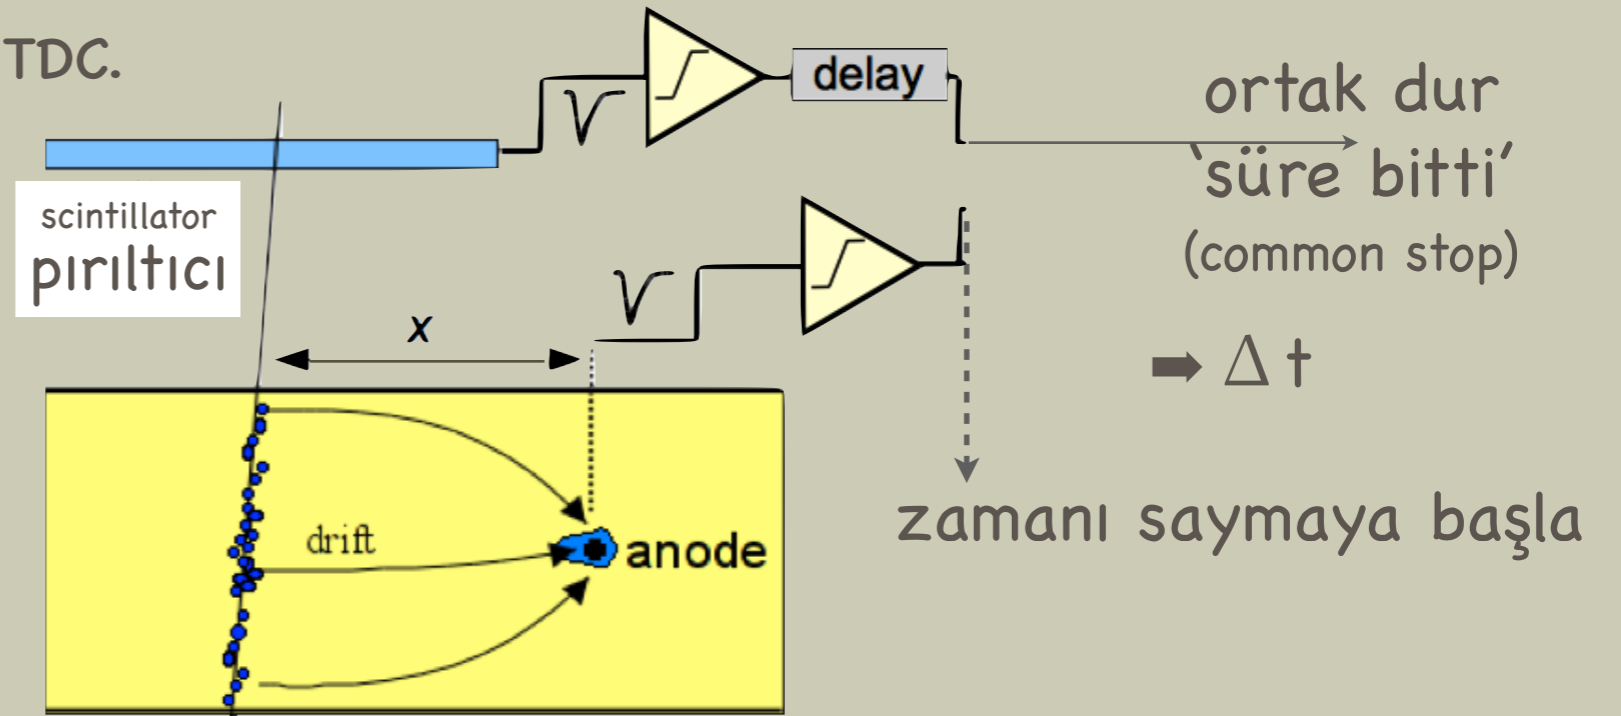 TDC.
delay
ortak dur
‘süre bitti’
(common stop)
scintillator
pırıltıcı
x
➡ Δ t
drift
anode
zamanı saymaya başla